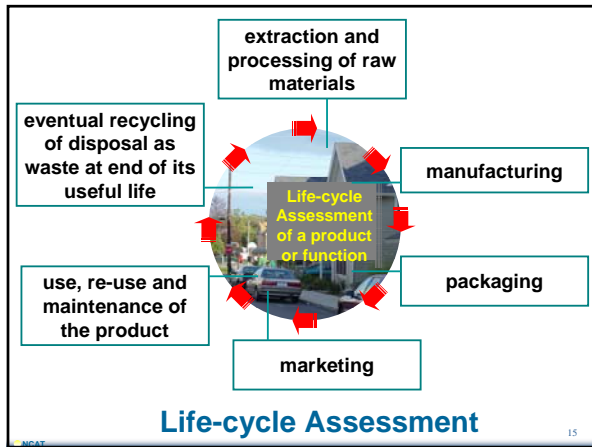 extraction and
processing of raw
materials
eventual recycling
of disposal as
waste at end of its
useful life
manufacturing
Life-cycle
Assessment
of a product
or function
use, re-use and
maintenance of
the product
packaging
marketing
Life-cycle Assessment
15
NCAT